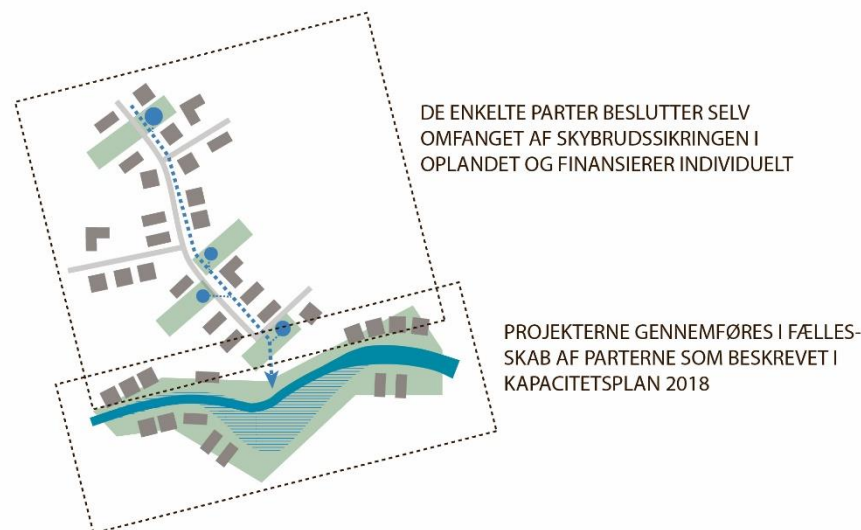 DE ENKELTE PARTER BESLUTTER SELV
OMFANGET AF SKYBRUDSSIKRINGEN I
OPLANDET OG FINANSIERER INDIVIDUELT
PROJEKTERNE GENNEMFØRES I FÆLLES-
SKAB AF PARTERNE SOM BESKREVET I
KAPACITETSPLAN 2018